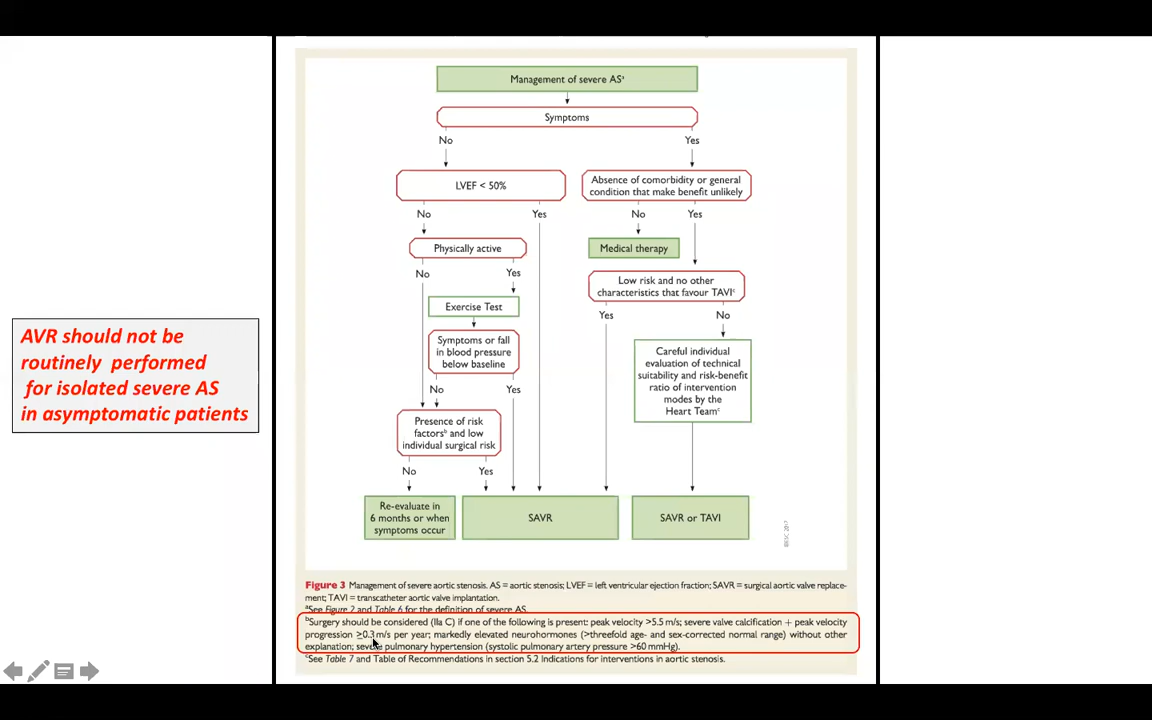 Management of severe ASᵃ
Symptoms
No
Yes
LVEF < 50%
Absence of comorbidity or general
condition that make benefit unlikely
No
Yes
No
Yes
Physically active
Medical therapy
No
Yes
Low risk and no other
characteristics that favour TAVIᶜ
Exercise Test
Yes
No
Symptoms or fall
in blood pressure
below baseline
Careful individual
evaluation of technical
suitability and risk-benefit
ratio of intervention
modes by the
Heart Teamᶜ
No
Yes
Presence of risk
factorsᵇ and low
individual surgical risk
No
Yes
Re-evaluate in
6 months or when
symptoms occur
SAVR
SAVR or TAVI
©ESC 2017
AVR should not be
routinely performed
for isolated severe AS
in asymptomatic patients
Figure 3 Management of severe aortic stenosis. AS = aortic stenosis; LVEF = left ventricular ejection fraction; SAVR = surgical aortic valve replace-
ment; TAVI = transcatheter aortic valve implantation.
ᵃSee Figure 2 and Table 6 for the definition of severe AS.
ᵇSurgery should be considered (IIa C) if one of the following is present: peak velocity >5.5 m/s; severe valve calcification + peak velocity
progression ≥0.3 m/s per year; markedly elevated neurohormones (>threefold age- and sex-corrected normal range) without other
explanation; severe pulmonary hypertension (systolic pulmonary artery pressure >60 mmHg).
ᶜSee Table 7 and Table of Recommendations in section 5.2 Indications for interventions in aortic stenosis.